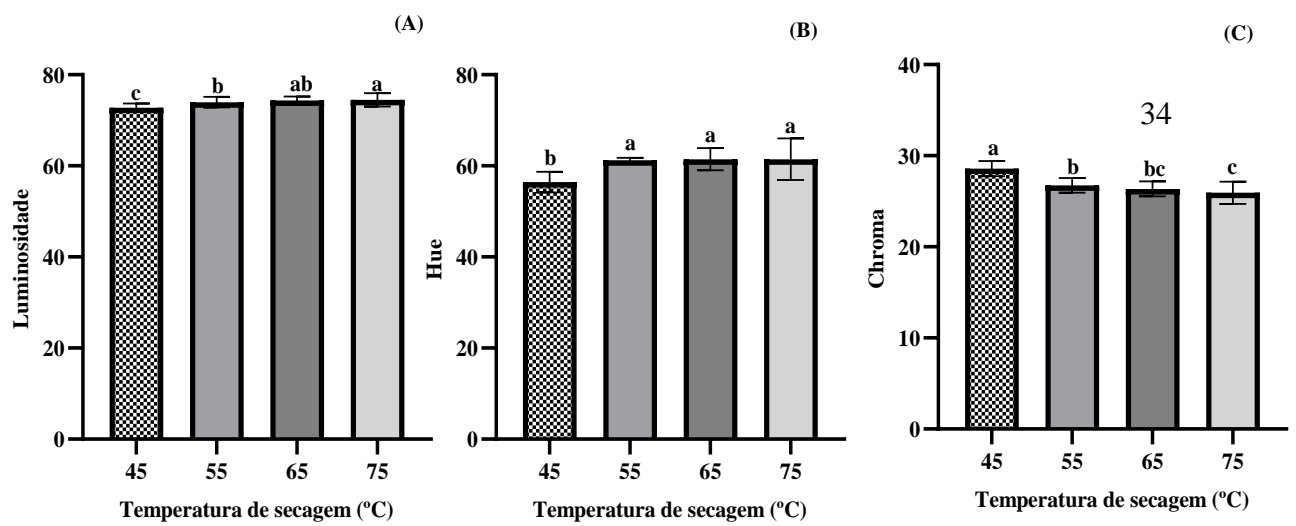 (A)
80
60
40
20
0
Luminosidade
c
b
ab
a
45
55
65
75
Temperatura de secagem (ºC)
(B)
80
60
40
20
0
Hue
b
a
a
a
45
55
65
75
Temperatura de secagem (ºC)
(C)
40
30
20
10
0
Chroma
34
a
b
bc
c
45
55
65
75
Temperatura de secagem (ºC)